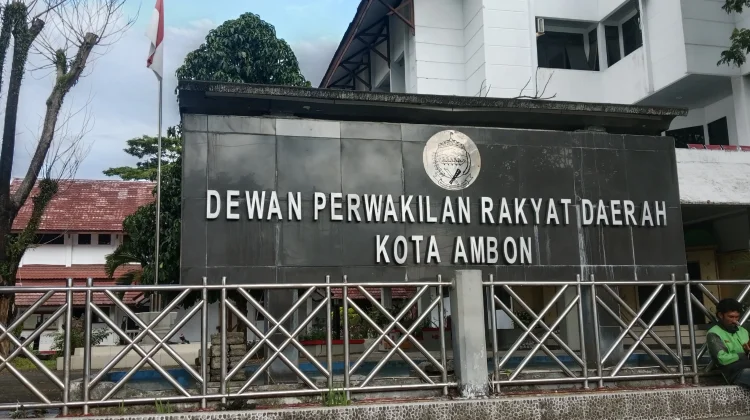 DEWAN PERWAKILAN RAKYAT DAERAH
KOTA AMBON